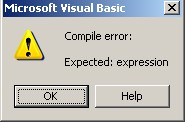 Microsoft Visual Basic
Compile error:
Expected: expression
OK
Help